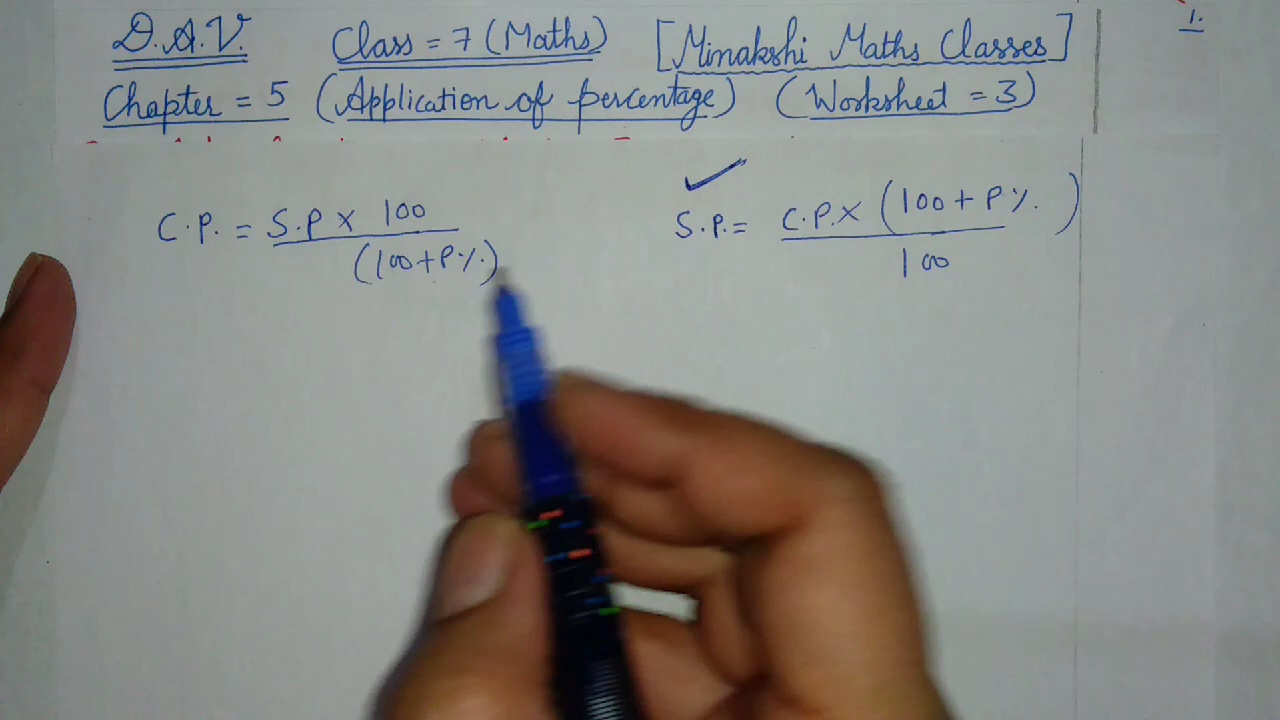 D.A.V. Class = 7 (Maths) [Minakshi Maths Classes] 1.
Chapter = 5 (Application of percentage) (Worksheet = 3)
C.P. = S.P × 100 / (100+P%.)
S.P. = C.P. × (100 + P%.) / 100